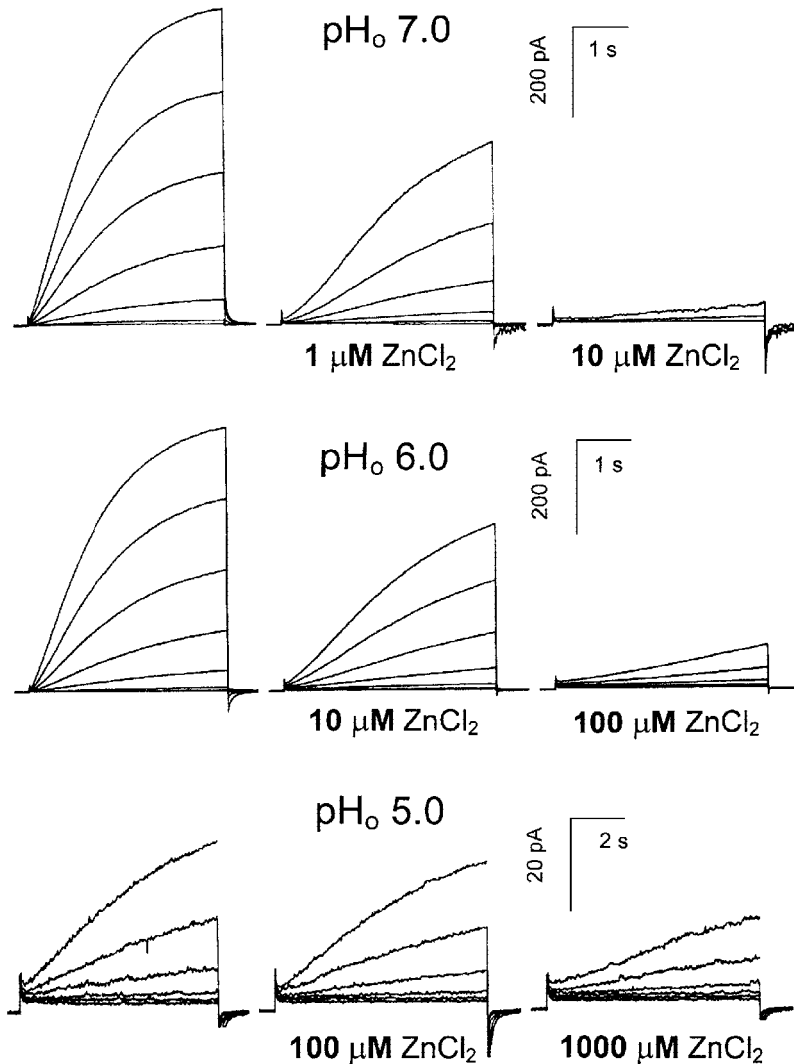 pHₒ 7.0
200 pA
1 s
1 μM ZnCl₂
10 μM ZnCl₂
pHₒ 6.0
200 pA
1 s
10 μM ZnCl₂
100 μM ZnCl₂
pHₒ 5.0
20 pA
2 s
100 μM ZnCl₂
1000 μM ZnCl₂